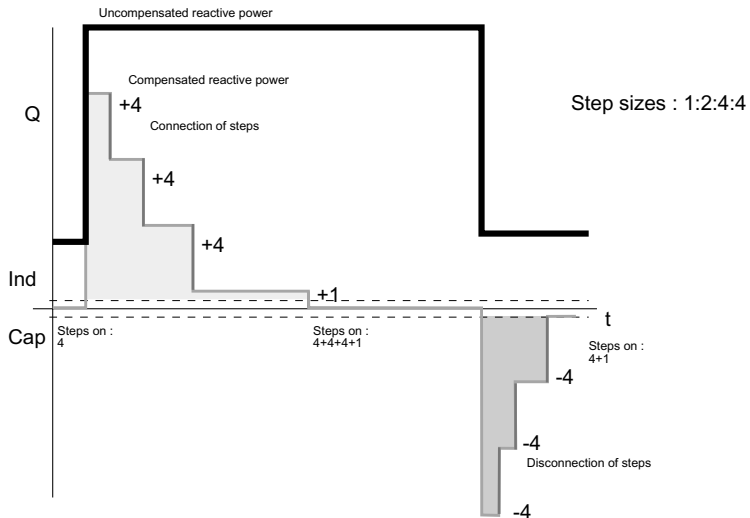 Uncompensated reactive power
Compensated reactive power
Q
+4
Step sizes : 1:2:4:4
Connection of steps
+4
+4
Ind
+1
t
Cap
Steps on :
4
Steps on :
4+4+4+1
Steps on :
4+1
-4
-4
Disconnection of steps
-4